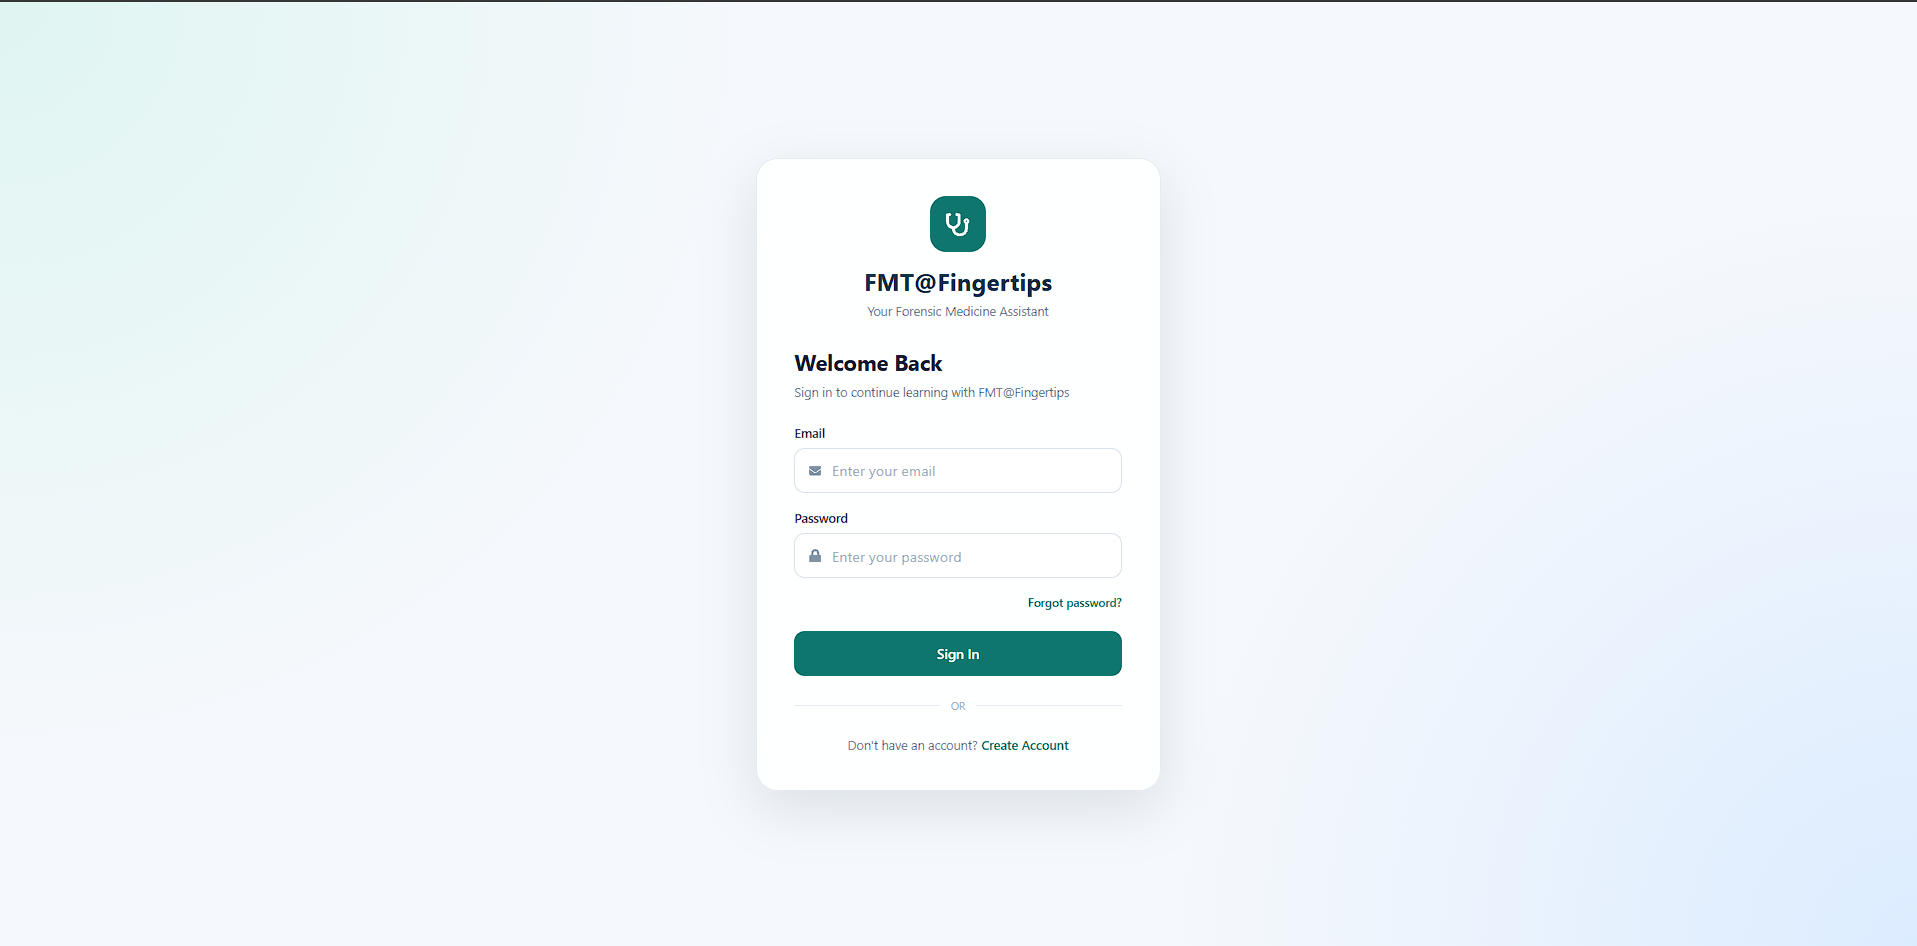 FMT@Fingertips
Your Forensic Medicine Assistant
Welcome Back
Sign in to continue learning with FMT@Fingertips
Email
Enter your email
Password
Enter your password
Forgot password?
Sign In
OR
Don't have an account? Create Account